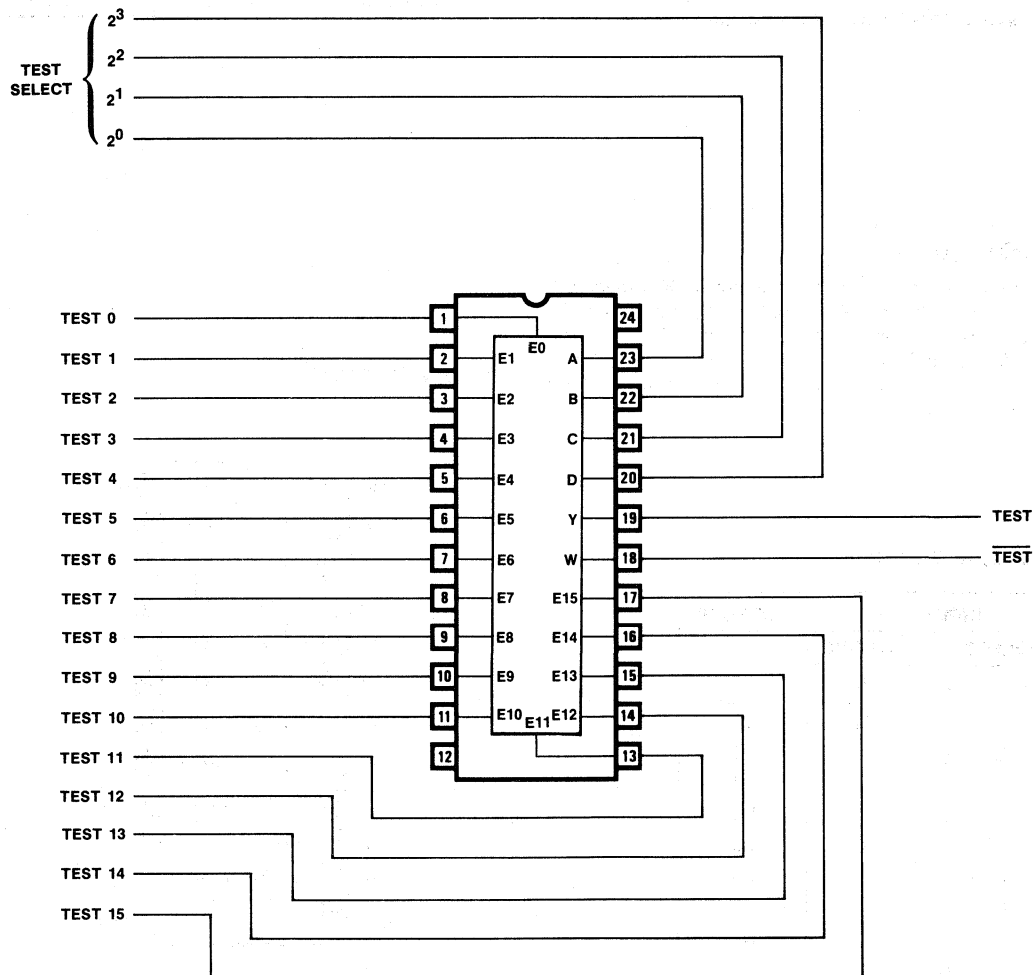 TEST SELECT
2³
2²
2¹
2⁰
TEST 0 1 E0 24
TEST 1 2 E1 A 23
TEST 2 3 E2 B 22
TEST 3 4 E3 C 21
TEST 4 5 E4 D 20
TEST 5 6 E5 Y 19 TEST
TEST 6 7 E6 W 18 T̅E̅S̅T̅
TEST 7 8 E7 E15 17
TEST 8 9 E8 E14 16
TEST 9 10 E9 E13 15
TEST 10 11 E10 E11 E12 14
TEST 11 12 13
TEST 12
TEST 13
TEST 14
TEST 15